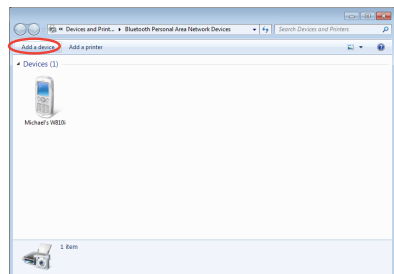 « Devices and Print... ▸ Bluetooth Personal Area Network Devices
Search Devices and Printers
Add a device
Add a printer
Devices (1)
Michael's W810i
1 item